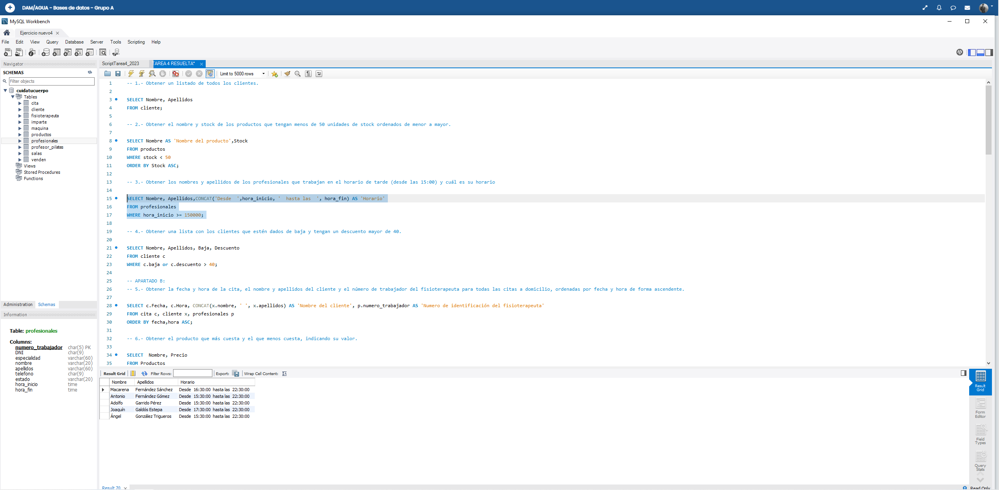 DAM/AGUA - Bases de datos - Grupo A
MySQL Workbench
Ejercicio nuevo4
File Edit View Query Database Server Tools Scripting Help
Navigator
SCHEMAS
Filter objects
cuidatucuerpo
Tables
cita
cliente
fisioterapeuta
imparte
maquina
productos
profesionales
profesor_pilates
salas
venden
Views
Stored Procedures
Functions
Administration Schemas
Information
Table: profesionales
Columns:
numero_trabajador char(5) PK
DNI char(9)
especialidad varchar(60)
nombre varchar(20)
apellidos varchar(60)
telefono char(9)
estado varchar(20)
hora_inicio time
hora_fin time
ScriptTarea4_2023 TAREA 4 RESUELTA*
Limit to 5000 rows
1 -- 1.- Obtener un listado de todos los clientes.
2
3 SELECT Nombre, Apellidos
4 FROM cliente;
5
6 -- 2.- Obtener el nombre y stock de los productos que tengan menos de 50 unidades de stock ordenados de menor a mayor.
7
8 SELECT Nombre AS 'Nombre del producto',Stock
9 FROM productos
10 WHERE stock < 50
11 ORDER BY Stock ASC;
12
13 -- 3.- Obtener los nombres y apellidos de los profesionales que trabajan en el horario de tarde (desde las 15:00) y cuál es su horario
14
15 SELECT Nombre, Apellidos,CONCAT('Desde  ',hora_inicio, '  hasta las  ', hora_fin) AS 'Horario'
16 FROM profesionales
17 WHERE hora_inicio >= 150000;
18
19 -- 4.- Obtener una lista con los clientes que estén dados de baja y tengan un descuento mayor de 40.
20
21 SELECT Nombre, Apellidos, Baja, Descuento
22 FROM cliente c
23 WHERE c.baja or c.descuento > 40;
24
25 -- APARTADO B:
26 -- 5.- Obtener la fecha y hora de la cita, el nombre y apellidos del cliente y el número de trabajador del fisioterapeuta para todas las citas a domicilio, ordenadas por fecha y hora de forma ascendente.
27
28 SELECT c.Fecha, c.Hora, CONCAT(x.nombre, ' ', x.apellidos) AS 'Nombre del cliente', p.numero_trabajador AS 'Numero de identificación del fisioterapeuta'
29 FROM cita c, cliente x, profesionales p
30 ORDER BY fecha,hora ASC;
31
32 -- 6.- Obtener el producto que más cuesta y el que menos cuesta, indicando su valor.
33
34 SELECT  Nombre, Precio
35 FROM Productos
Result Grid Filter Rows: Export: Wrap Cell Content:
Nombre Apellidos Horario
Macarena Fernández Sánchez Desde  16:30:00  hasta las  22:30:00
Antonio Fernández Gómez Desde  15:30:00  hasta las  22:30:00
Adolfo Garrido Pérez Desde  15:30:00  hasta las  22:30:00
Joaquín Galdós Estepa Desde  17:30:00  hasta las  22:30:00
Ángel González Trigueros Desde  15:30:00  hasta las  22:30:00
Result
Grid
Form
Editor
Field
Types
Query
Stats
Result 70
Read Only